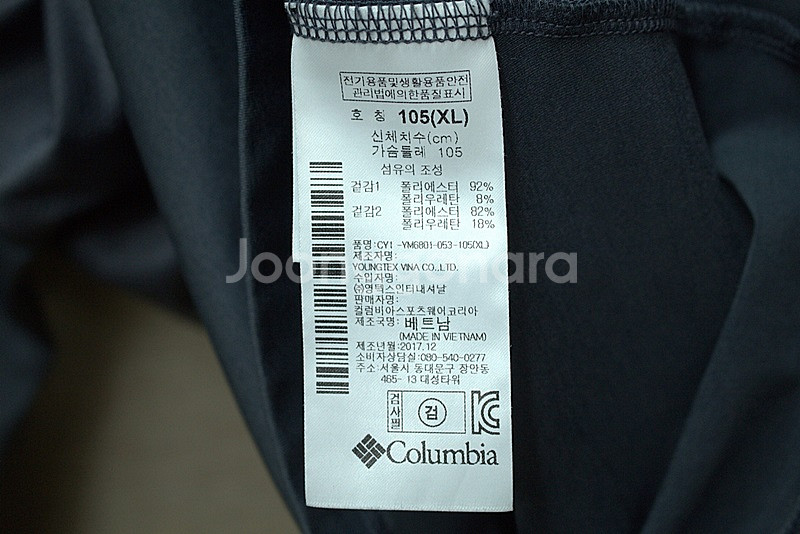 전기용품및생활용품안전
관리법에의한품질표시
호 칭 105(XL)
신체치수(cm)
가슴둘레 105
섬유의 조성
겉감1 폴리에스터 92%
폴리우레탄 8%
겉감2 폴리에스터 82%
폴리우레탄 18%
품명:CY1 -YM6801-053-105(XL)
제조자명:
YOUNGTEX VINA CO.,LTD.
수입자명:
㈜영텍스인터내셔날
판매자명:
컬럼비아스포츠웨어코리아
제조국명: 베트남
(MADE IN VIETNAM)
제조년월:2017.12
소비자상담실:080-540-0277
주소:서울시 동대문구 장안동
465- 13 대성타워
검사필 검
Columbia